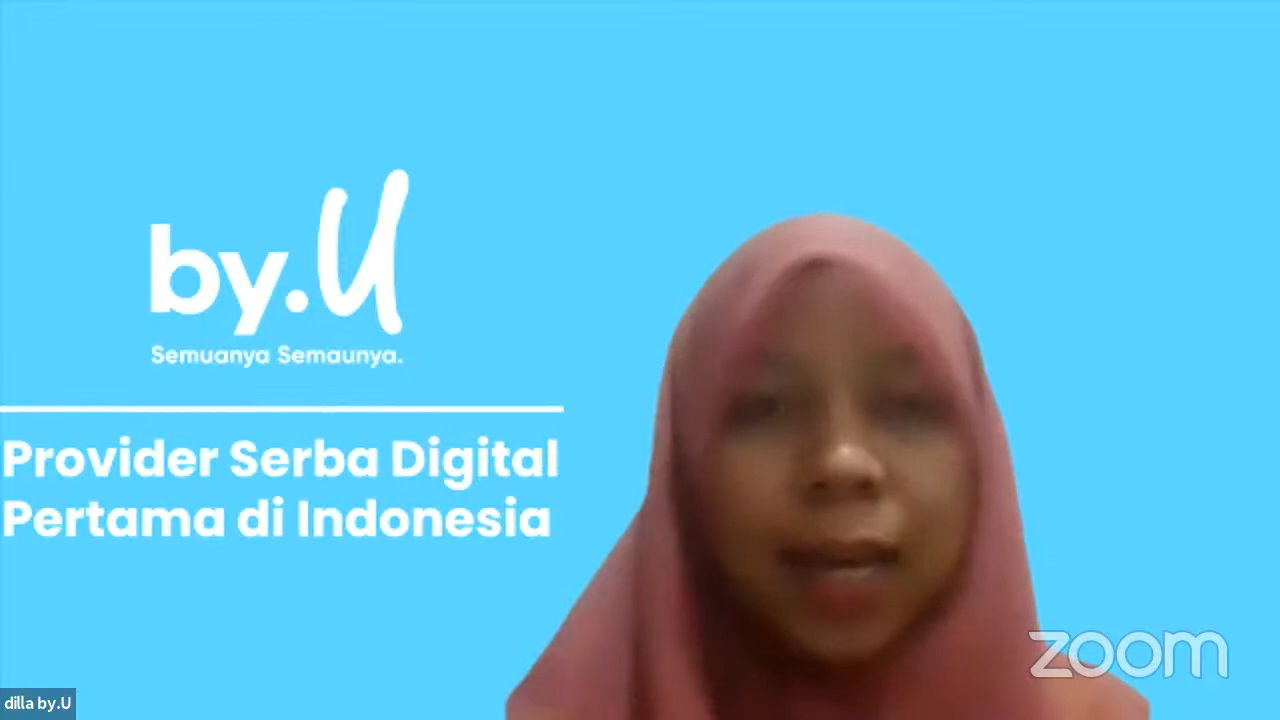 by.U
Semuanya Semaunya.
Provider Serba Digital
Pertama di Indonesia
zoom
dilla by.U